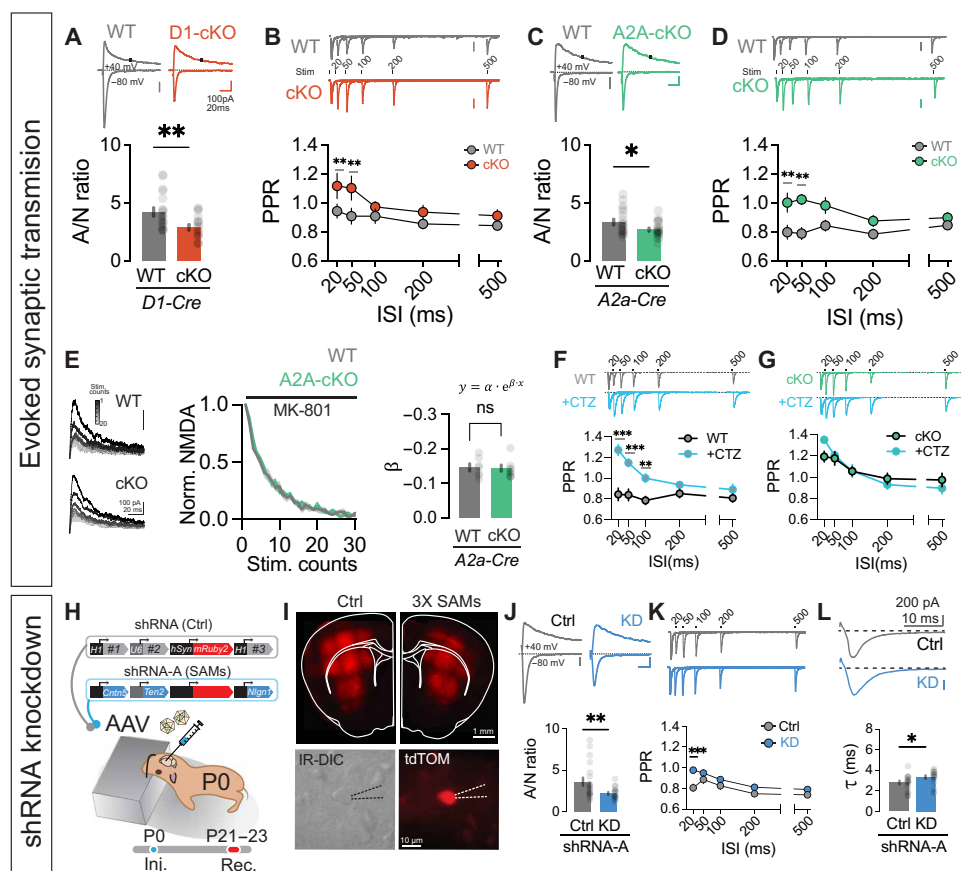 Evoked synaptic transmision
A
WT
D1-cKO
+40 mV
−80 mV
100pA
20ms
**
A/N ratio
10
5
0
WT cKO
D1-Cre
B
WT
Stim
20 50 100 200 500
cKO
WT
cKO
** **
PPR
1.4
1.2
1.0
0.8
0.6
20 50 100 200 500
ISI (ms)
C
WT
A2A-cKO
+40 mV
−80 mV
*
A/N ratio
10
5
0
WT cKO
A2a-Cre
D
WT
Stim
20 50 100 200 500
cKO
WT
cKO
** **
PPR
1.4
1.2
1.0
0.8
0.6
20 50 100 200 500
ISI (ms)
E
Stim.
counts
1
20
WT
cKO
100 pA
20 ms
WT
A2A-cKO
MK-801
Norm. NMDA
1.0
0.5
0.0
0 10 20 30
Stim. counts
y = α · e^β·x
ns
β
−0.3
−0.2
−0.1
0.0
WT cKO
A2a-Cre
F
20 50 100 200 500
WT
+CTZ
WT
+CTZ
*** *** **
PPR
1.4
1.2
1.0
0.8
0.6
20 50 100 200 500
ISI(ms)
G
20 50 100 200 500
cKO
+CTZ
cKO
+CTZ
PPR
1.4
1.2
1.0
0.8
0.6
20 50 100 200 500
ISI(ms)
shRNA knockdown
H
shRNA (Ctrl)
H1 #1 U6 #2 hSyn mRuby2 H1 #3
shRNA-A (SAMs)
Cntn5 Ten2 Nlgn1
AAV
P0
P0 P21−23
Inj. Rec.
I
Ctrl 3X SAMs
1 mm
IR-DIC
tdTOM
10 µm
J
Ctrl KD
+40 mV
−80 mV
**
A/N ratio
10
5
0
Ctrl KD
shRNA-A
K
20 50 100 200 500
Ctrl
KD
***
PPR
1.4
1.2
1.0
0.8
0.6
20 50 100 200 500
ISI (ms)
L
200 pA
10 ms
Ctrl
KD
*
τ (ms)
10
5
0
Ctrl KD
shRNA-A